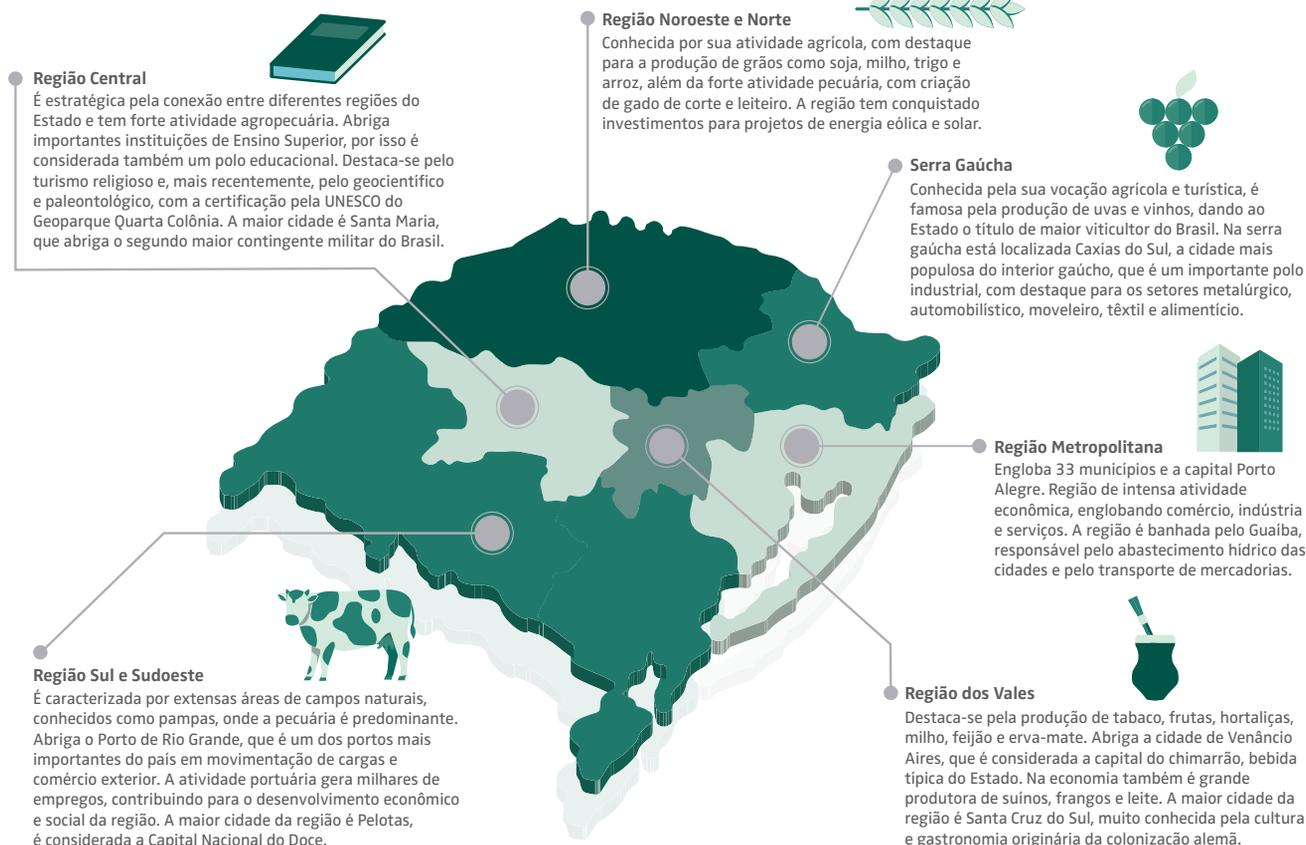 Região Central
É estratégica pela conexão entre diferentes regiões do
Estado e tem forte atividade agropecuária. Abriga
importantes instituições de Ensino Superior, por isso é
considerada também um polo educacional. Destaca-se pelo
turismo religioso e, mais recentemente, pelo geocientífico
e paleontológico, com a certificação pela UNESCO do
Geoparque Quarta Colônia. A maior cidade é Santa Maria,
que abriga o segundo maior contingente militar do Brasil.
Região Noroeste e Norte
Conhecida por sua atividade agrícola, com destaque
para a produção de grãos como soja, milho, trigo e
arroz, além da forte atividade pecuária, com criação
de gado de corte e leiteiro. A região tem conquistado
investimentos para projetos de energia eólica e solar.
Serra Gaúcha
Conhecida pela sua vocação agrícola e turística, é
famosa pela produção de uvas e vinhos, dando ao
Estado o título de maior viticultor do Brasil. Na serra
gaúcha está localizada Caxias do Sul, a cidade mais
populosa do interior gaúcho, que é um importante polo
industrial, com destaque para os setores metalúrgico,
automobilístico, moveleiro, têxtil e alimentício.
Região Metropolitana
Engloba 33 municípios e a capital Porto
Alegre. Região de intensa atividade
econômica, englobando comércio, indústria
e serviços. A região é banhada pelo Guaíba,
responsável pelo abastecimento hídrico das
cidades e pelo transporte de mercadorias.
Região Sul e Sudoeste
É caracterizada por extensas áreas de campos naturais,
conhecidos como pampas, onde a pecuária é predominante.
Abriga o Porto de Rio Grande, que é um dos portos mais
importantes do país em movimentação de cargas e
comércio exterior. A atividade portuária gera milhares de
empregos, contribuindo para o desenvolvimento econômico
e social da região. A maior cidade da região é Pelotas,
é considerada a Capital Nacional do Doce.
Região dos Vales
Destaca-se pela produção de tabaco, frutas, hortaliças,
milho, feijão e erva-mate. Abriga a cidade de Venâncio
Aires, que é considerada a capital do chimarrão, bebida
típica do Estado. Na economia também é grande
produtora de suínos, frangos e leite. A maior cidade da
região é Santa Cruz do Sul, muito conhecida pela cultura
e gastronomia originária da colonização alemã.